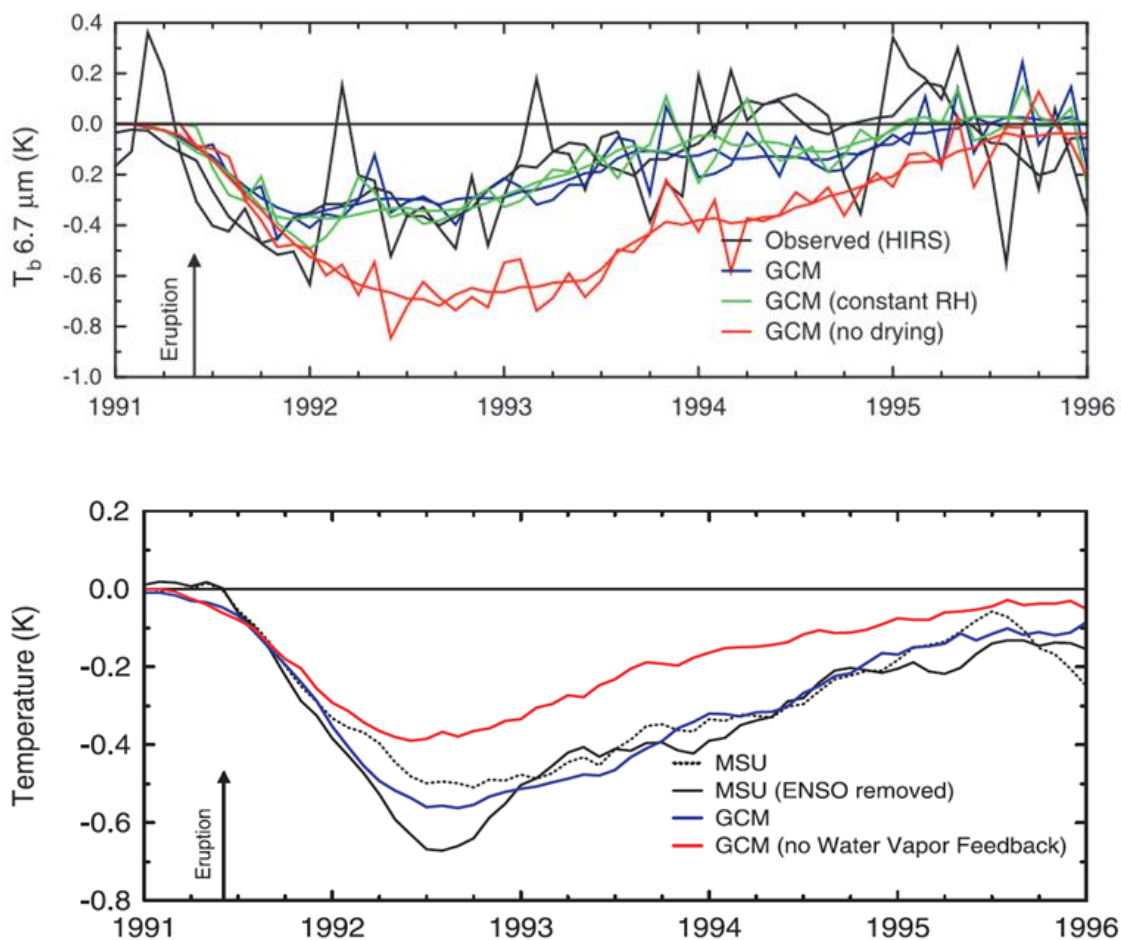 0.4
0.2
0.0
0.2
-0.4
-0.6
-0.8
-1.0
T_b 6.7 μm (K)
Eruption
Observed (HIRS)
GCM
GCM (constant RH)
GCM (no drying)
1991 1992 1993 1994 1995 1996
0.2
0.0
-0.2
-0.4
-0.6
-0.8
Temperature (K)
Eruption
MSU
MSU (ENSO removed)
GCM
GCM (no Water Vapor Feedback)
1991 1992 1993 1994 1995 1996